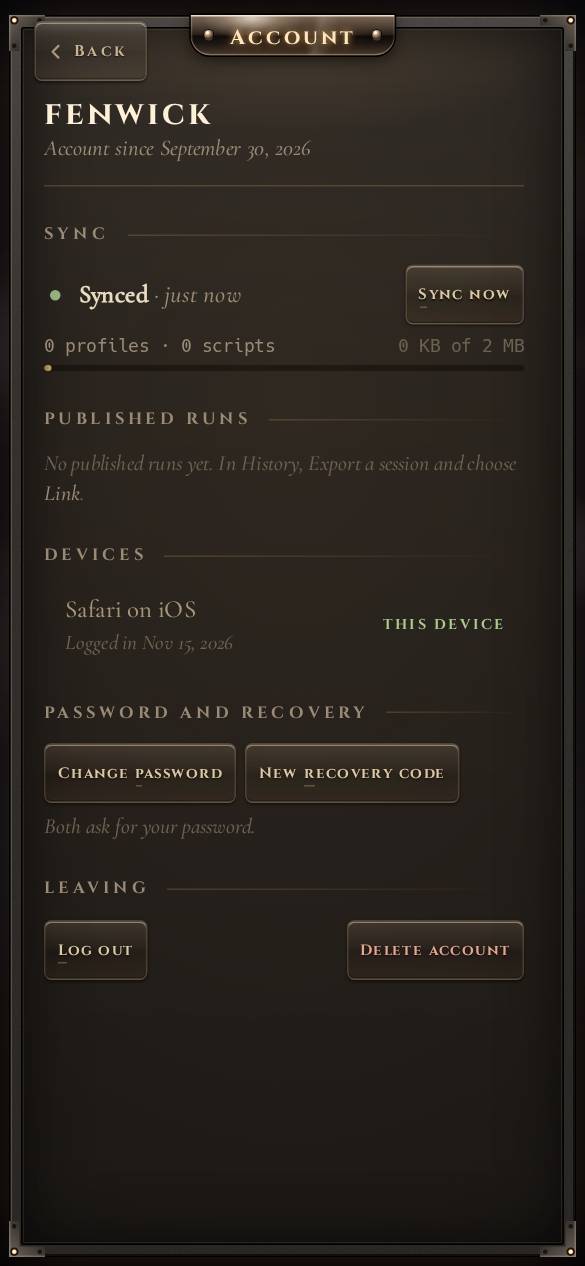 Back
Account
FENWICK
Account since September 30, 2026
SYNC
Synced · just now
Sync now
0 profiles · 0 scripts
0 KB of 2 MB
PUBLISHED RUNS
No published runs yet. In History, Export a session and choose
Link.
DEVICES
Safari on iOS
Logged in Nov 15, 2026
THIS DEVICE
PASSWORD AND RECOVERY
Change password
New recovery code
Both ask for your password.
LEAVING
Log out
Delete account